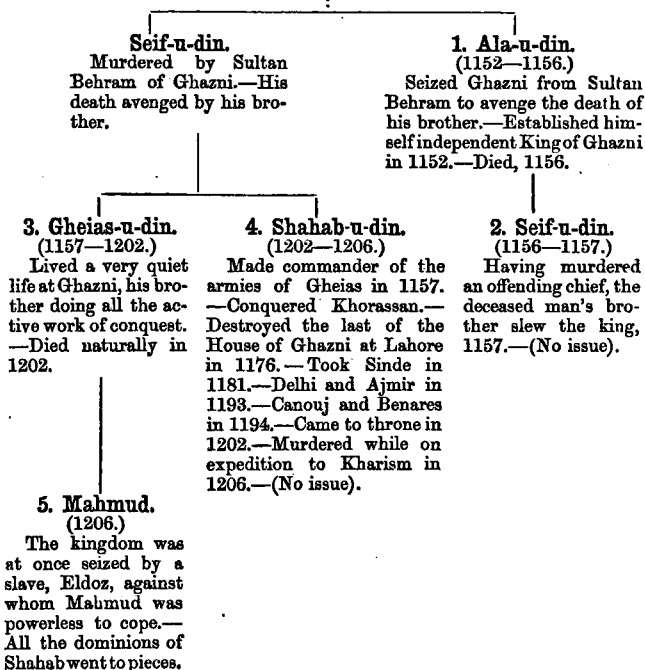 Seif-u-din.
Murdered by Sultan
Behram of Ghazni.—His
death avenged by his bro-
ther.
1. Ala-u-din.
(1152—1156.)
Seized Ghazni from Sultan
Behram to avenge the death of
his brother.—Established him-
self independent King of Ghazni
in 1152.—Died, 1156.
3. Gheias-u-din.
(1157—1202.)
Lived a very quiet
life at Ghazni, his bro-
ther doing all the ac-
tive work of conquest.
—Died naturally in
1202.
4. Shahab-u-din.
(1202—1206.)
Made commander of the
armies of Gheias in 1157.
—Conquered Khorassan.—
Destroyed the last of the
House of Ghazni at Lahore
in 1176.—Took Sinde in
1181.—Delhi and Ajmir in
1193.—Canouj and Benares
in 1194.—Came to throne in
1202.—Murdered while on
expedition to Kharism in
1206.—(No issue).
2. Seif-u-din.
(1156—1157.)
Having murdered
an offending chief, the
deceased man's bro-
ther slew the king,
1157.—(No issue).
5. Mahmud.
(1206.)
The kingdom was
at once seized by a
slave, Eldoz, against
whom Mahmud was
powerless to cope.—
All the dominions of
Shahab went to pieces.